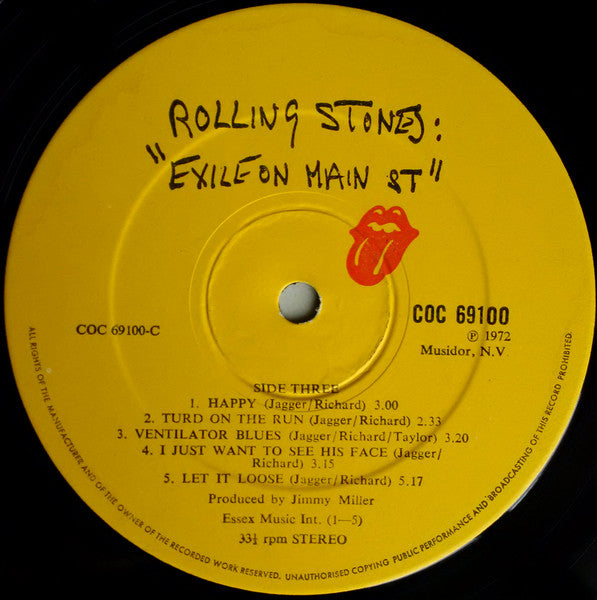 ROLLING STONES:
"EXILE ON MAIN ST"
COC 69100-C
COC 69100
℗ 1972
Musidor, N.V.
SIDE THREE
1. HAPPY (Jagger/Richard) 3.00
2. TURD ON THE RUN (Jagger/Richard) 2.33
3. VENTILATOR BLUES (Jagger/Richard/Taylor) 3.20
4. I JUST WANT TO SEE HIS FACE (Jagger/
Richard) 3.15
5. LET IT LOOSE (Jagger/Richard) 5.17
Produced by Jimmy Miller
Essex Music Int. (1—5)
33⅓ rpm STEREO
ALL RIGHTS OF THE MANUFACTURER AND OF THE OWNER OF THE RECORDED WORK RESERVED. UNAUTHORISED COPYING PUBLIC PERFORMANCE AND BROADCASTING OF THIS RECORD PROHIBITED.